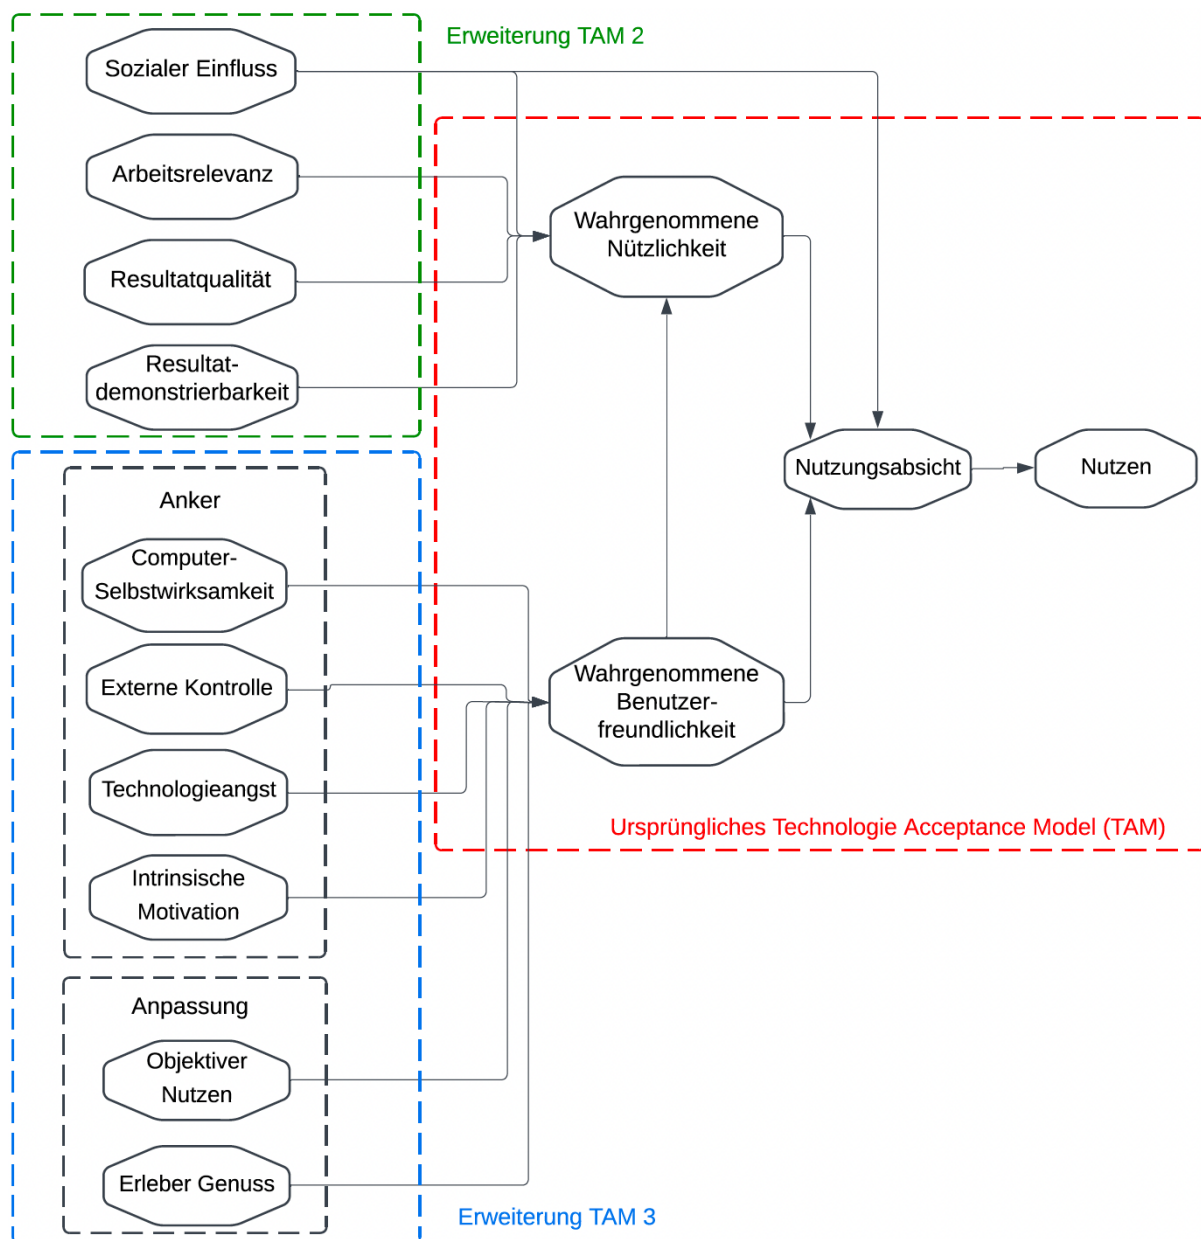 Erweiterung TAM 2
Sozialer Einfluss
Arbeitsrelevanz
Resultatqualität
Resultat-
demonstrierbarkeit
Wahrgenommene
Nützlichkeit
Nutzungsabsicht
Nutzen
Anker
Computer-
Selbstwirksamkeit
Externe Kontrolle
Technologieangst
Intrinsische
Motivation
Wahrgenommene
Benutzer-
freundlichkeit
Ursprüngliches Technologie Acceptance Model (TAM)
Anpassung
Objektiver
Nutzen
Erleber Genuss
Erweiterung TAM 3